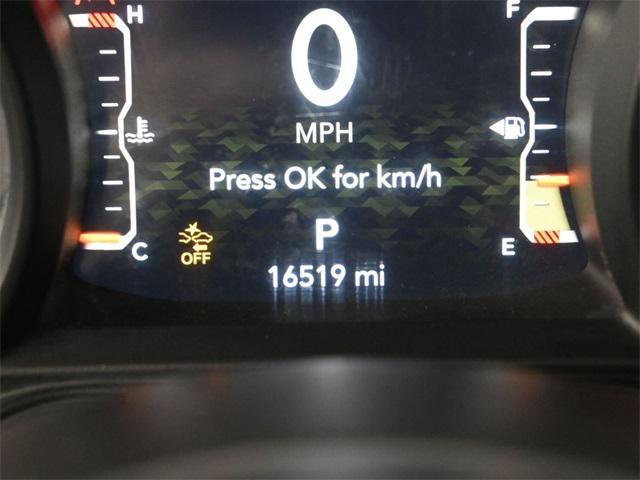 H
F
0
MPH
Press OK for km/h
P
C
E
OFF
16519 mi